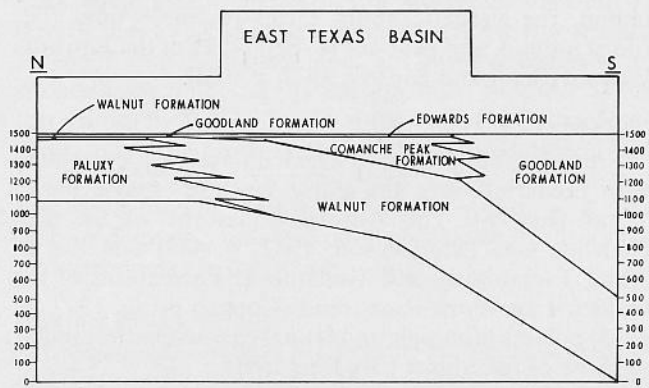 EAST TEXAS BASIN
N
S
WALNUT FORMATION
GOODLAND FORMATION
EDWARDS FORMATION
1500
1500
1400
COMANCHE PEAK
1400
PALUXY
FORMATION
GOODLAND
1300
FORMATION
1300
FORMATION
1200
1200
1100
1100
1000
WALNUT FORMATION
1000
900
900
800
800
700
700
600
600
500
500
400
400
300
300
200
200
100
100
0
0